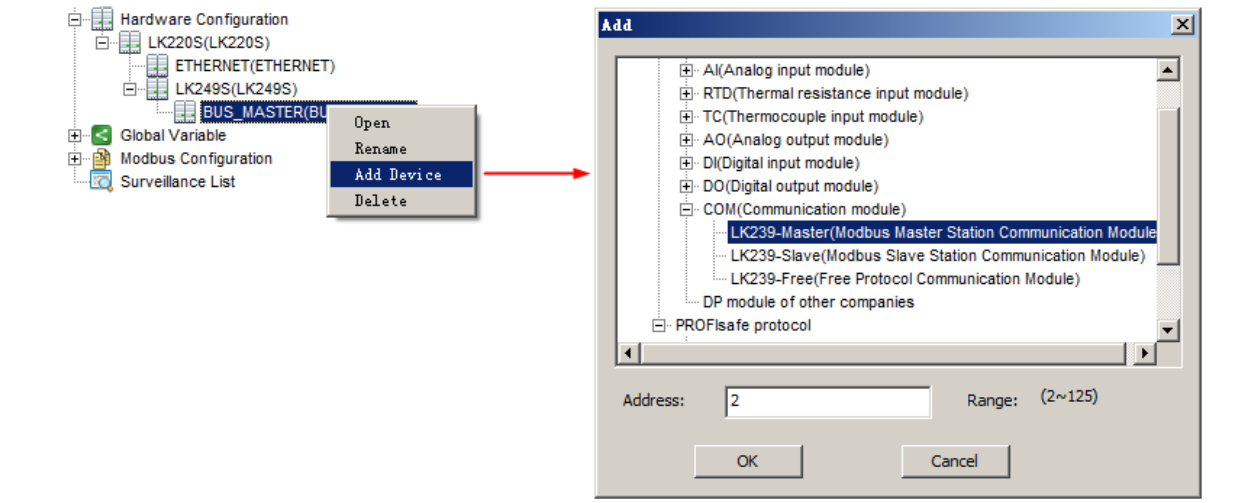 Hardware Configuration
LK220S(LK220S)
ETHERNET(ETHERNET)
LK249S(LK249S)
BUS_MASTER(BU
Global Variable
Modbus Configuration
Surveillance List
Open
Rename
Add Device
Delete
Add
AI(Analog input module)
RTD(Thermal resistance input module)
TC(Thermocouple input module)
AO(Analog output module)
DI(Digital input module)
DO(Digital output module)
COM(Communication module)
LK239-Master(Modbus Master Station Communication Module
LK239-Slave(Modbus Slave Station Communication Module)
LK239-Free(Free Protocol Communication Module)
DP module of other companies
PROFIsafe protocol
Address: 2 Range: (2~125)
OK Cancel